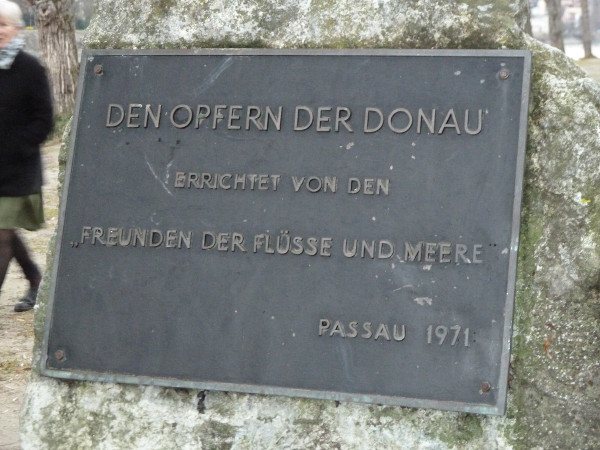 DEN OPFERN DER DONAU
ERRICHTET VON DEN
„FREUNDEN DER FLÜSSE UND MEERE"
PASSAU 1971